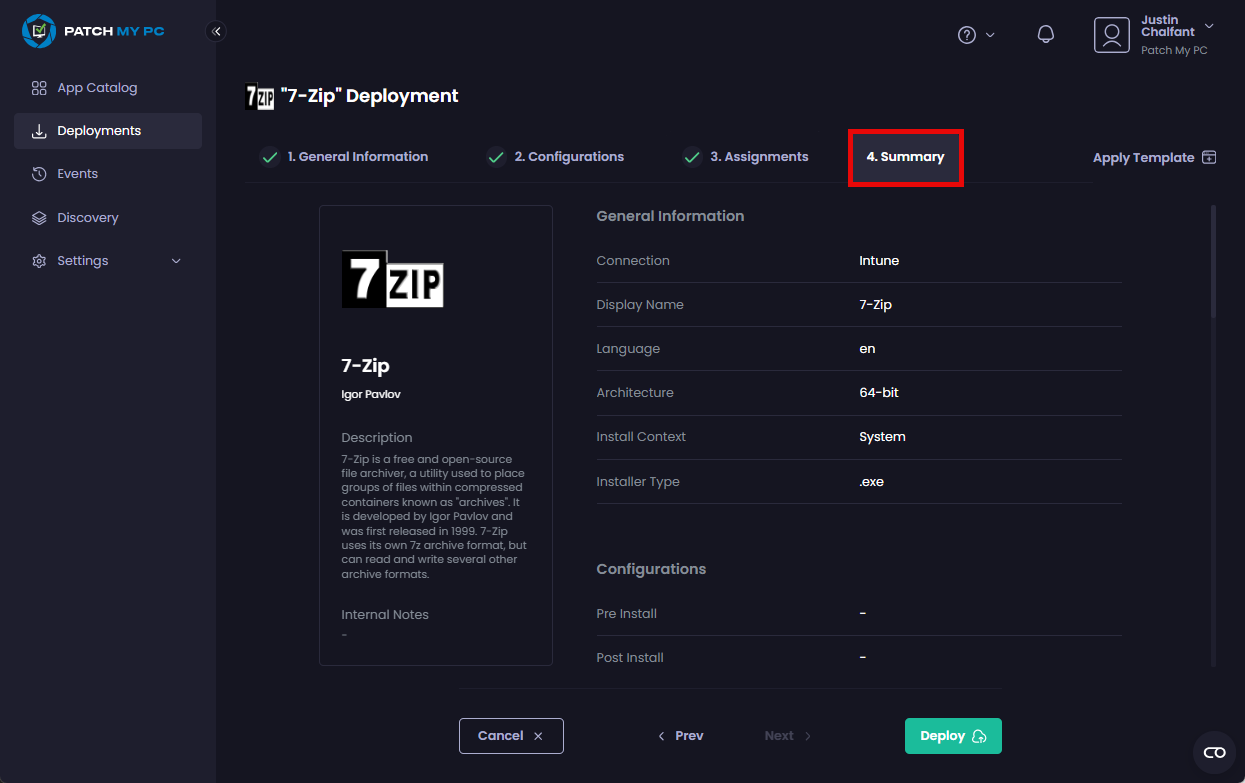 PATCH MY PC
Justin
Chalfant
Patch My PC
App Catalog
Deployments
Events
Discovery
Settings
7ZIP "7-Zip" Deployment
1. General Information
2. Configurations
3. Assignments
4. Summary
Apply Template
7ZIP
7-Zip
Igor Pavlov
Description
7-Zip is a free and open-source
file archiver, a utility used to place
groups of files within compressed
containers known as "archives". It
is developed by Igor Pavlov and
was first released in 1999. 7-Zip
uses its own 7z archive format, but
can read and write several other
archive formats.
Internal Notes
-
General Information
Connection Intune
Display Name 7-Zip
Language en
Architecture 64-bit
Install Context System
Installer Type .exe
Configurations
Pre Install -
Post Install -
Cancel
Prev
Next
Deploy